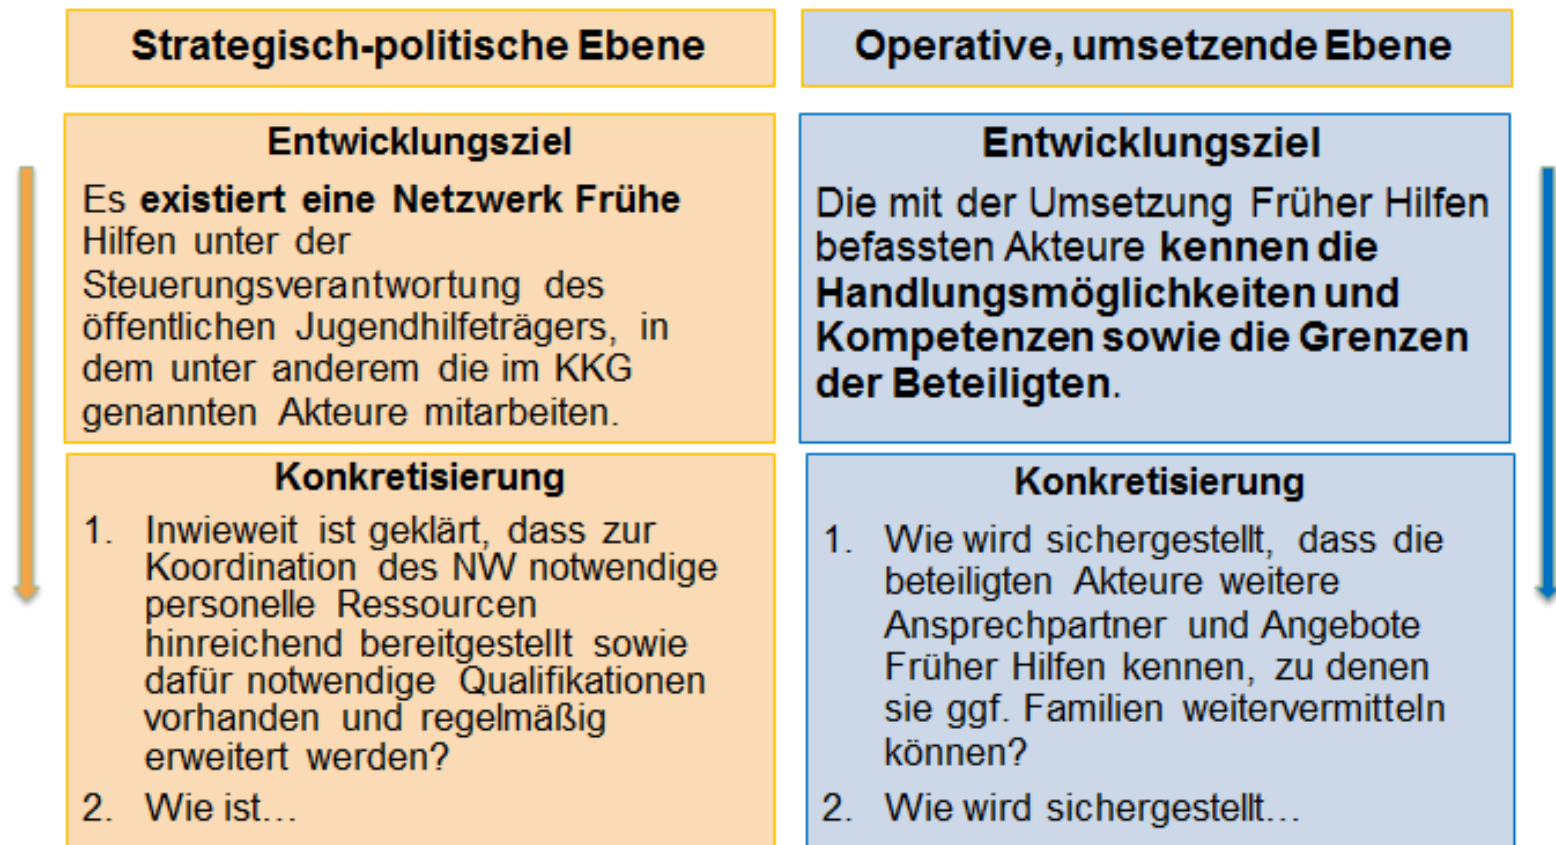 Strategisch-politische Ebene
Entwicklungsziel
Es existiert eine Netzwerk Frühe
Hilfen unter der
Steuerungsverantwortung des
öffentlichen Jugendhilfeträgers, in
dem unter anderem die im KKG
genannten Akteure mitarbeiten.
Konkretisierung
1. Inwieweit ist geklärt, dass zur
Koordination des NW notwendige
personelle Ressourcen
hinreichend bereitgestellt sowie
dafür notwendige Qualifikationen
vorhanden und regelmäßig
erweitert werden?
2. Wie ist...
Operative, umsetzende Ebene
Entwicklungsziel
Die mit der Umsetzung Früher Hilfen
befassten Akteure kennen die
Handlungsmöglichkeiten und
Kompetenzen sowie die Grenzen
der Beteiligten.
Konkretisierung
1. Wie wird sichergestellt, dass die
beteiligten Akteure weitere
Ansprechpartner und Angebote
Früher Hilfen kennen, zu denen
sie ggf. Familien weitervermitteln
können?
2. Wie wird sichergestellt...